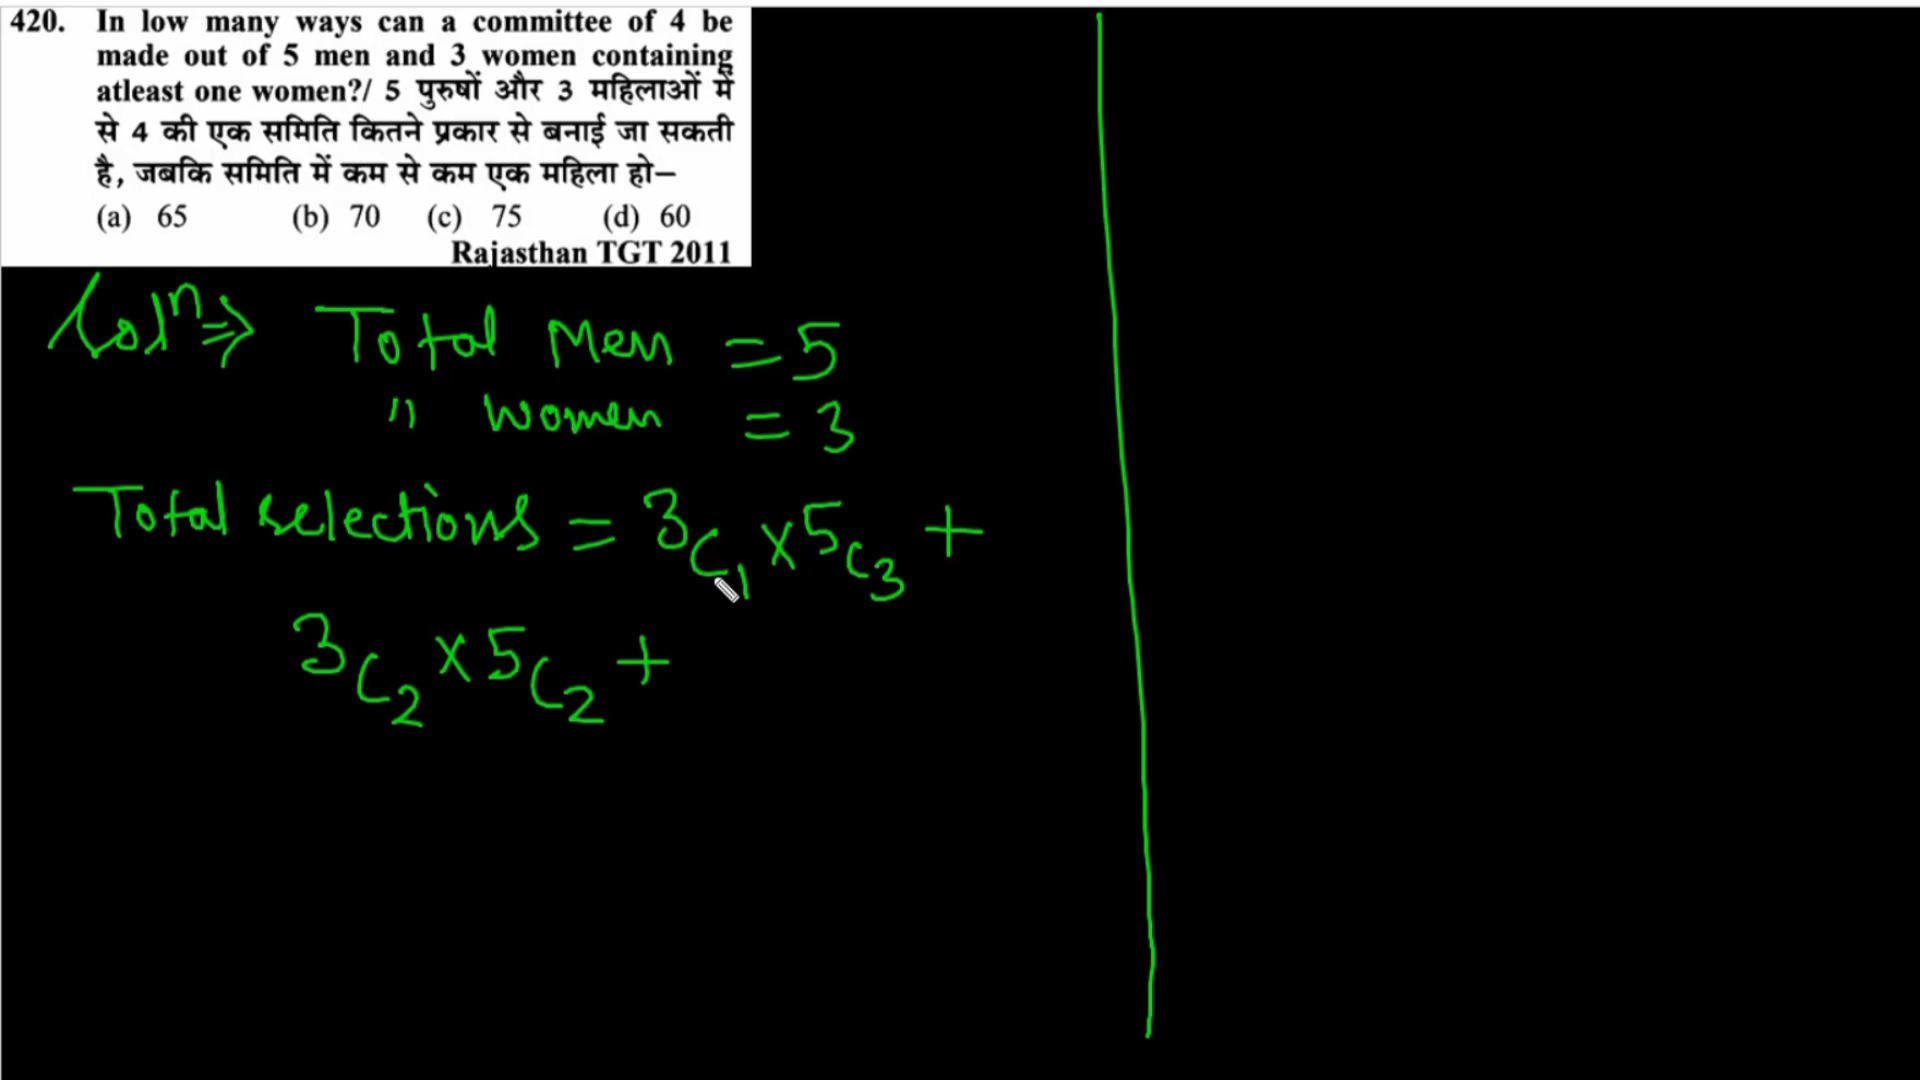 420. In low many ways can a committee of 4 be
made out of 5 men and 3 women containing
atleast one women?/ 5 पुरुषों और 3 महिलाओं में
से 4 की एक समिति कितने प्रकार से बनाई जा सकती
है, जबकि समिति में कम से कम एक महिला हो–
(a) 65 (b) 70 (c) 75 (d) 60
Rajasthan TGT 2011
Solⁿ⇒ Total Men = 5
" women = 3
Total selections = 3C₁ × 5C₃ +
3C₂ × 5C₂ +